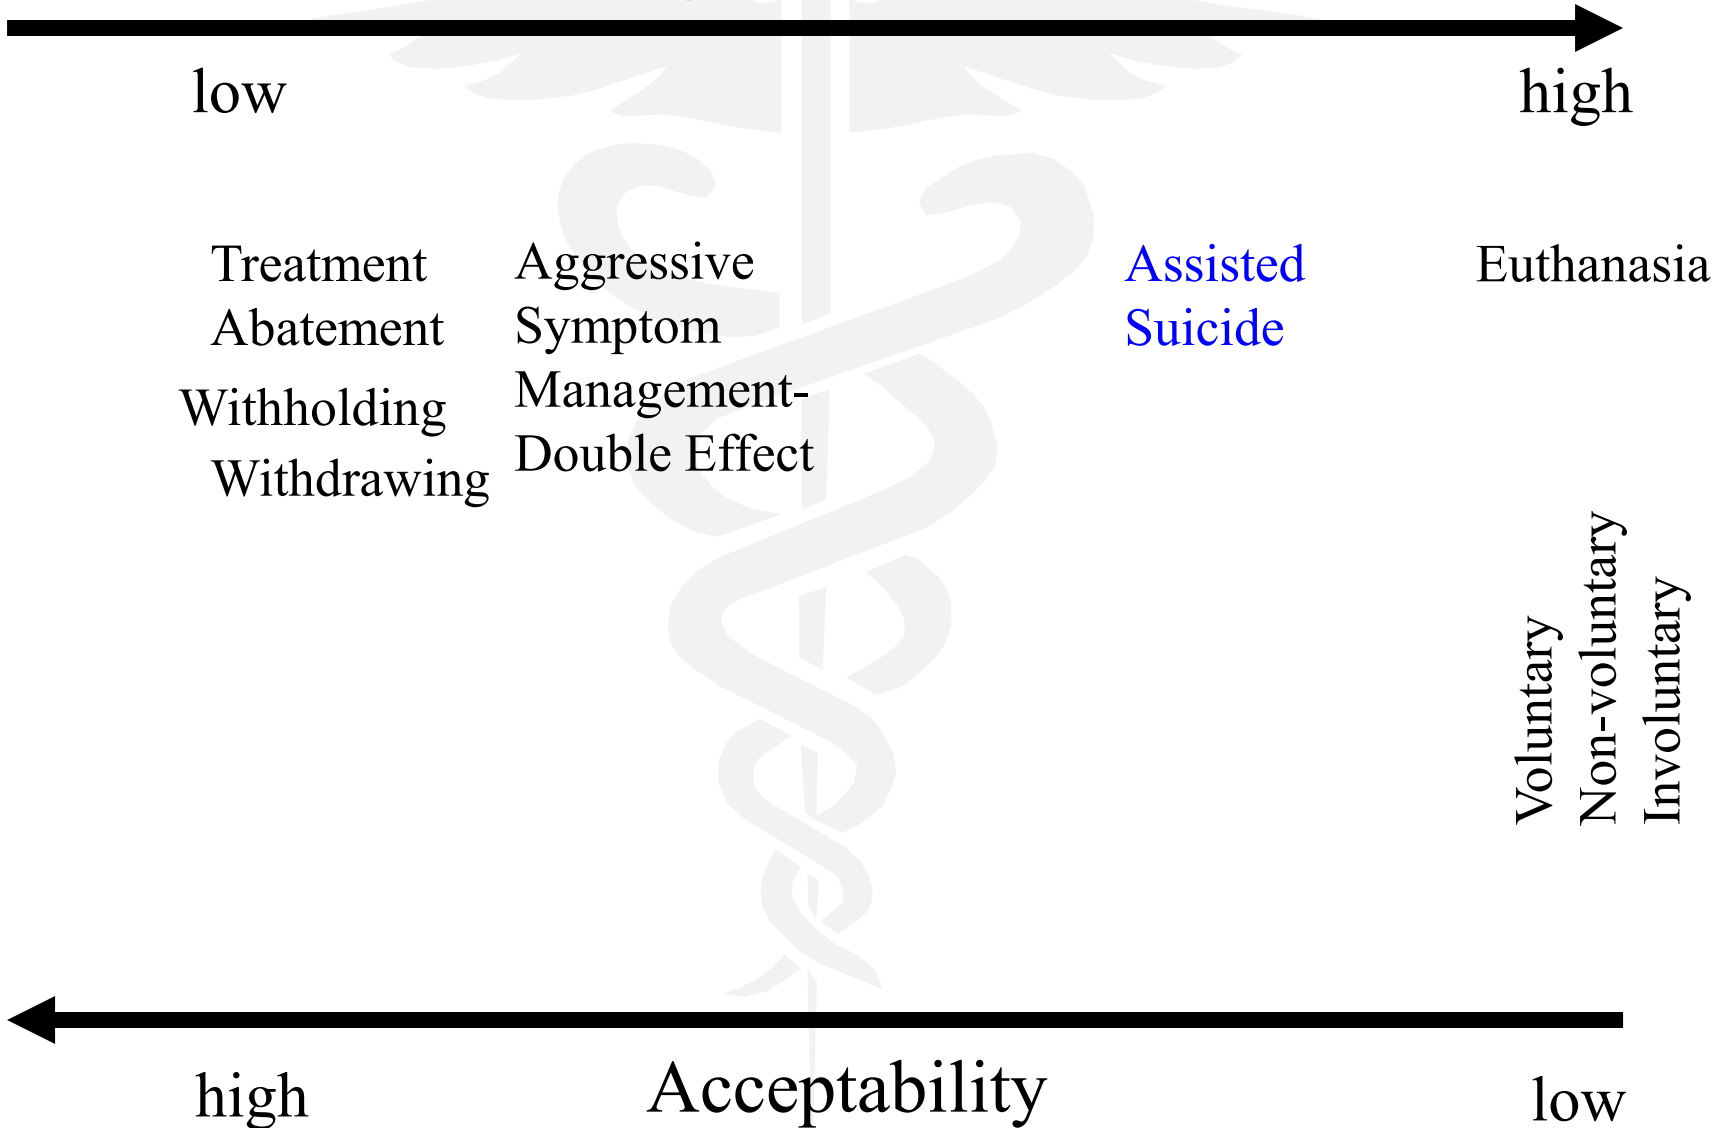 low
high
Treatment
Abatement
Withholding
Withdrawing
Aggressive
Symptom
Management-
Double Effect
Assisted
Suicide
Euthanasia
Voluntary
Non-voluntary
Involuntary
high
Acceptability
low